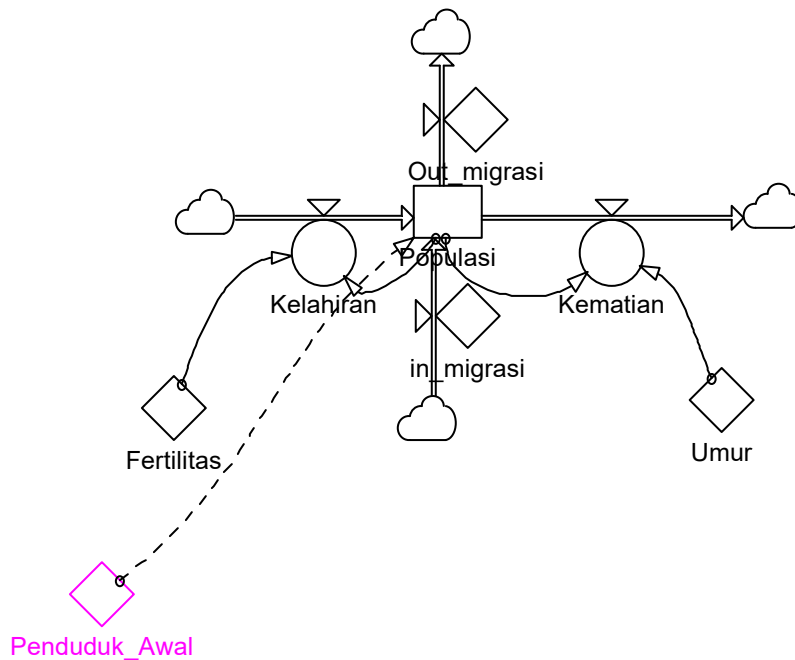 Out_migrasi
Populasi
Kelahiran
Kematian
in_migrasi
Fertilitas
Umur
Penduduk_Awal